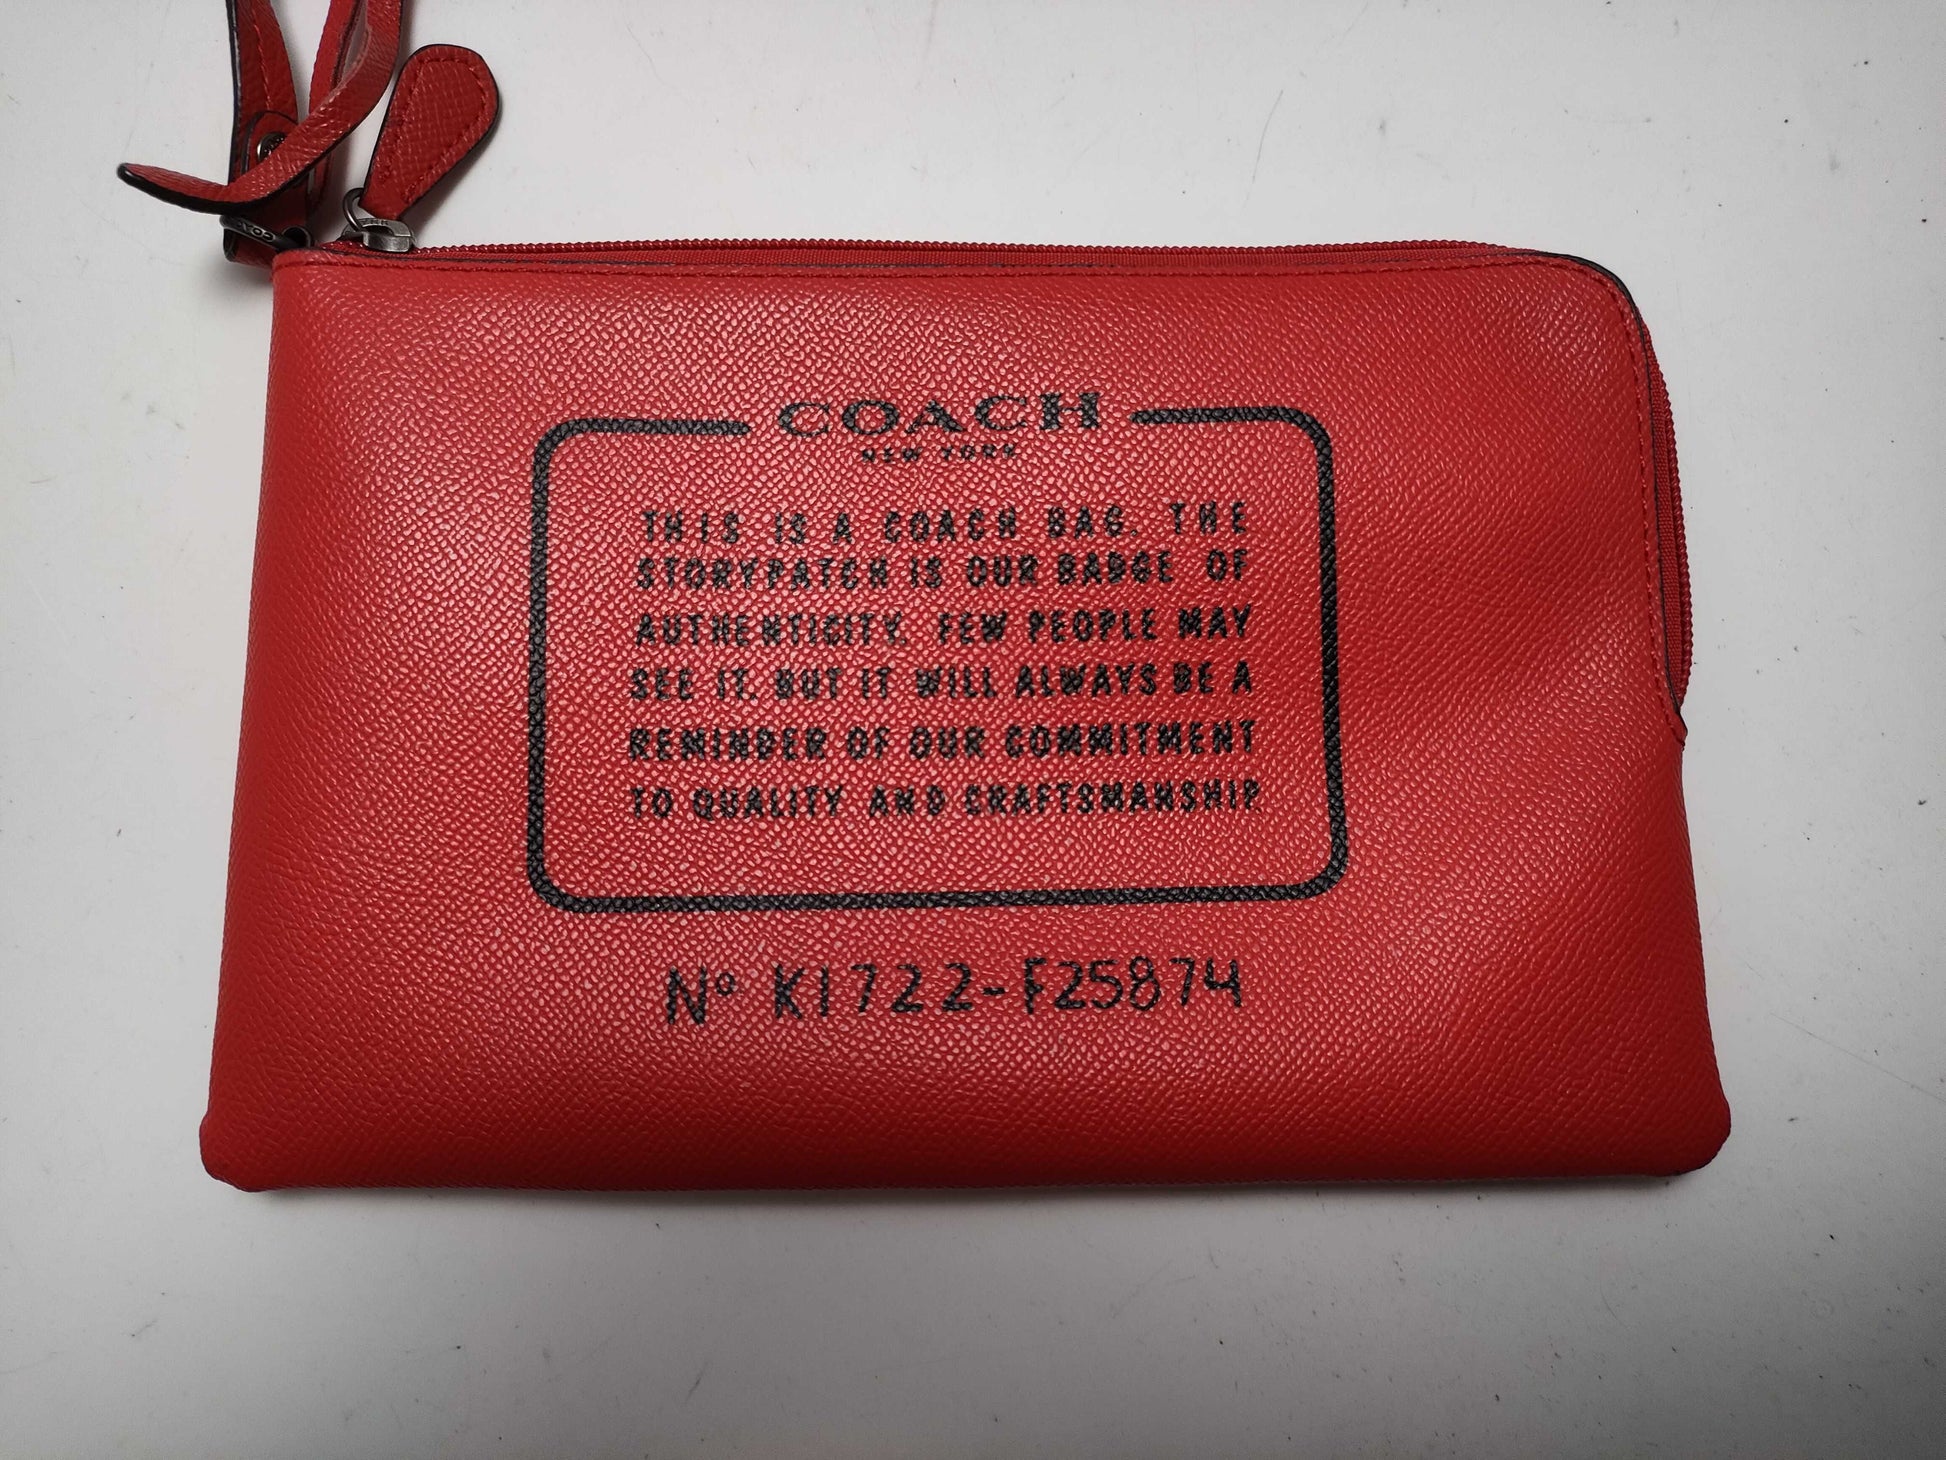 COACH
NEW YORK
THIS IS A COACH BAG. THE
STORYPATCH IS OUR BADGE OF
AUTHENTICITY. FEW PEOPLE MAY
SEE IT. BUT IT WILL ALWAYS BE A
REMINDER OF OUR COMMITMENT
TO QUALITY AND CRAFTSMANSHIP.
Nº K1722-F25874